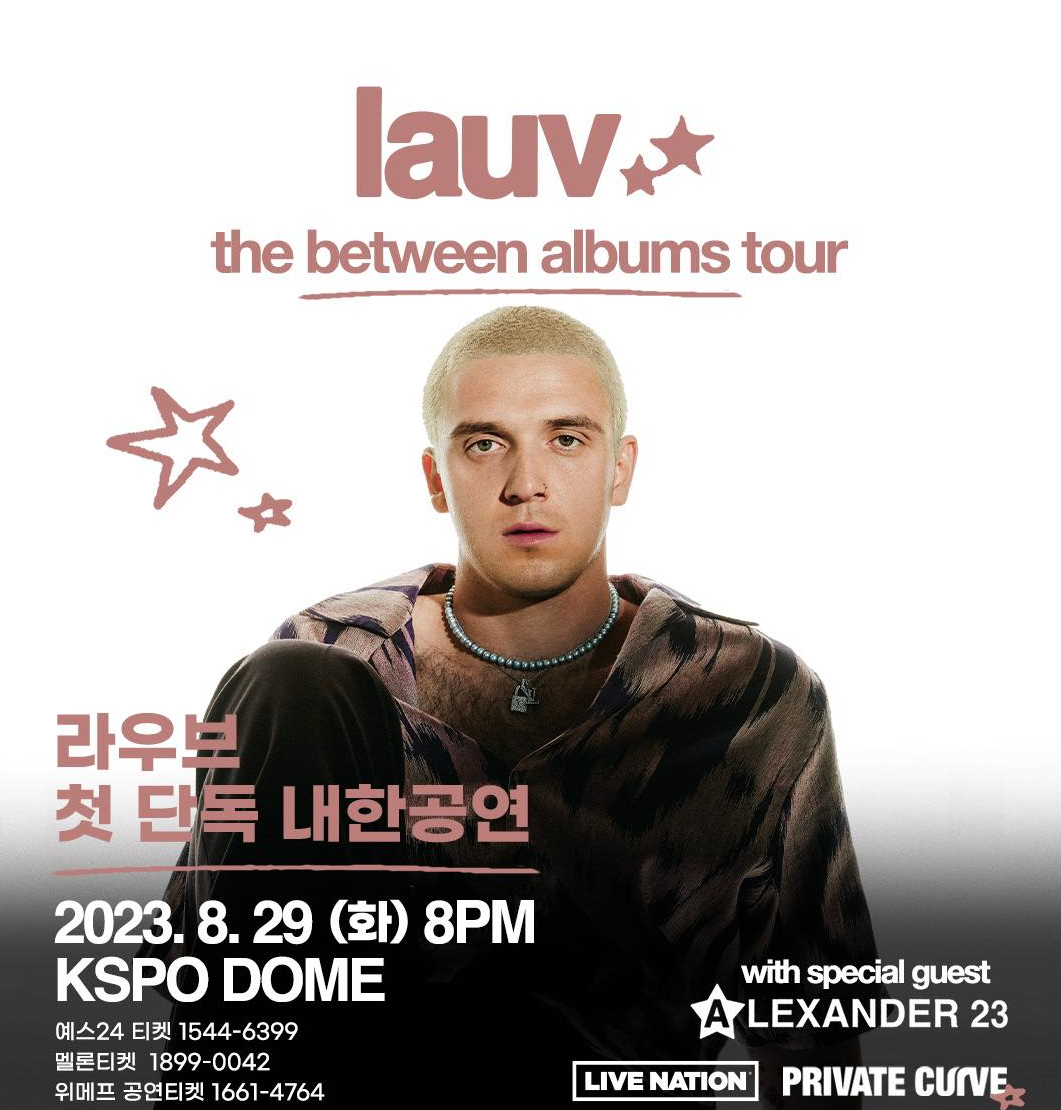 lauv
the between albums tour
라우브
첫 단독 내한공연
2023. 8. 29 (화) 8PM
KSPO DOME
예스24 티켓 1544-6399
멜론티켓 1899-0042
위메프 공연티켓 1661-4764
with special guest
ALEXANDER 23
LIVE NATION
PRIVATE CURVE